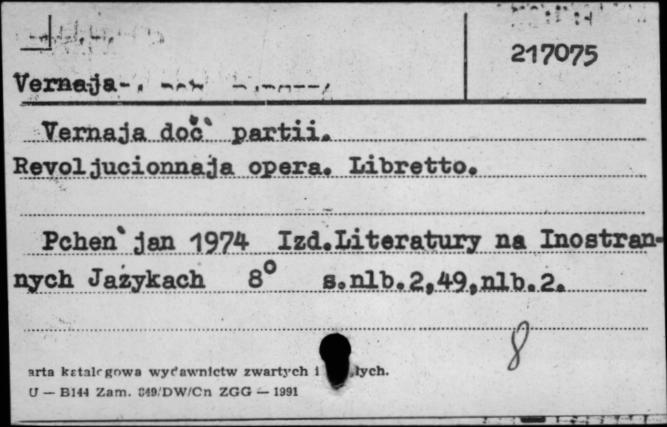 217075
Vernaja
Vernaja doč` partii.
Revoljucionnaja opera. Libretto.
Pchen`jan 1974 Izd.Literatury na Inostran-
nych Jazykach 8° s.nlb.2,49,nlb.2.
8
arta katalogowa wydawnictw zwartych i łych.
U — B144 Zam. 849/DW/Cn ZGG — 1991